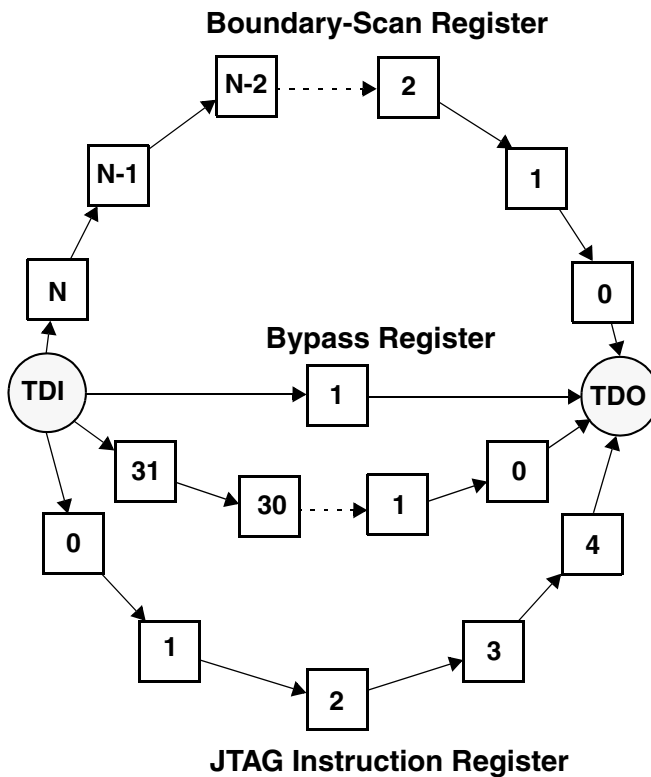 Boundary-Scan Register
N-2
2
N-1
1
N
0
Bypass Register
TDI
1
TDO
31
30
1
0
0
4
1
3
2
JTAG Instruction Register